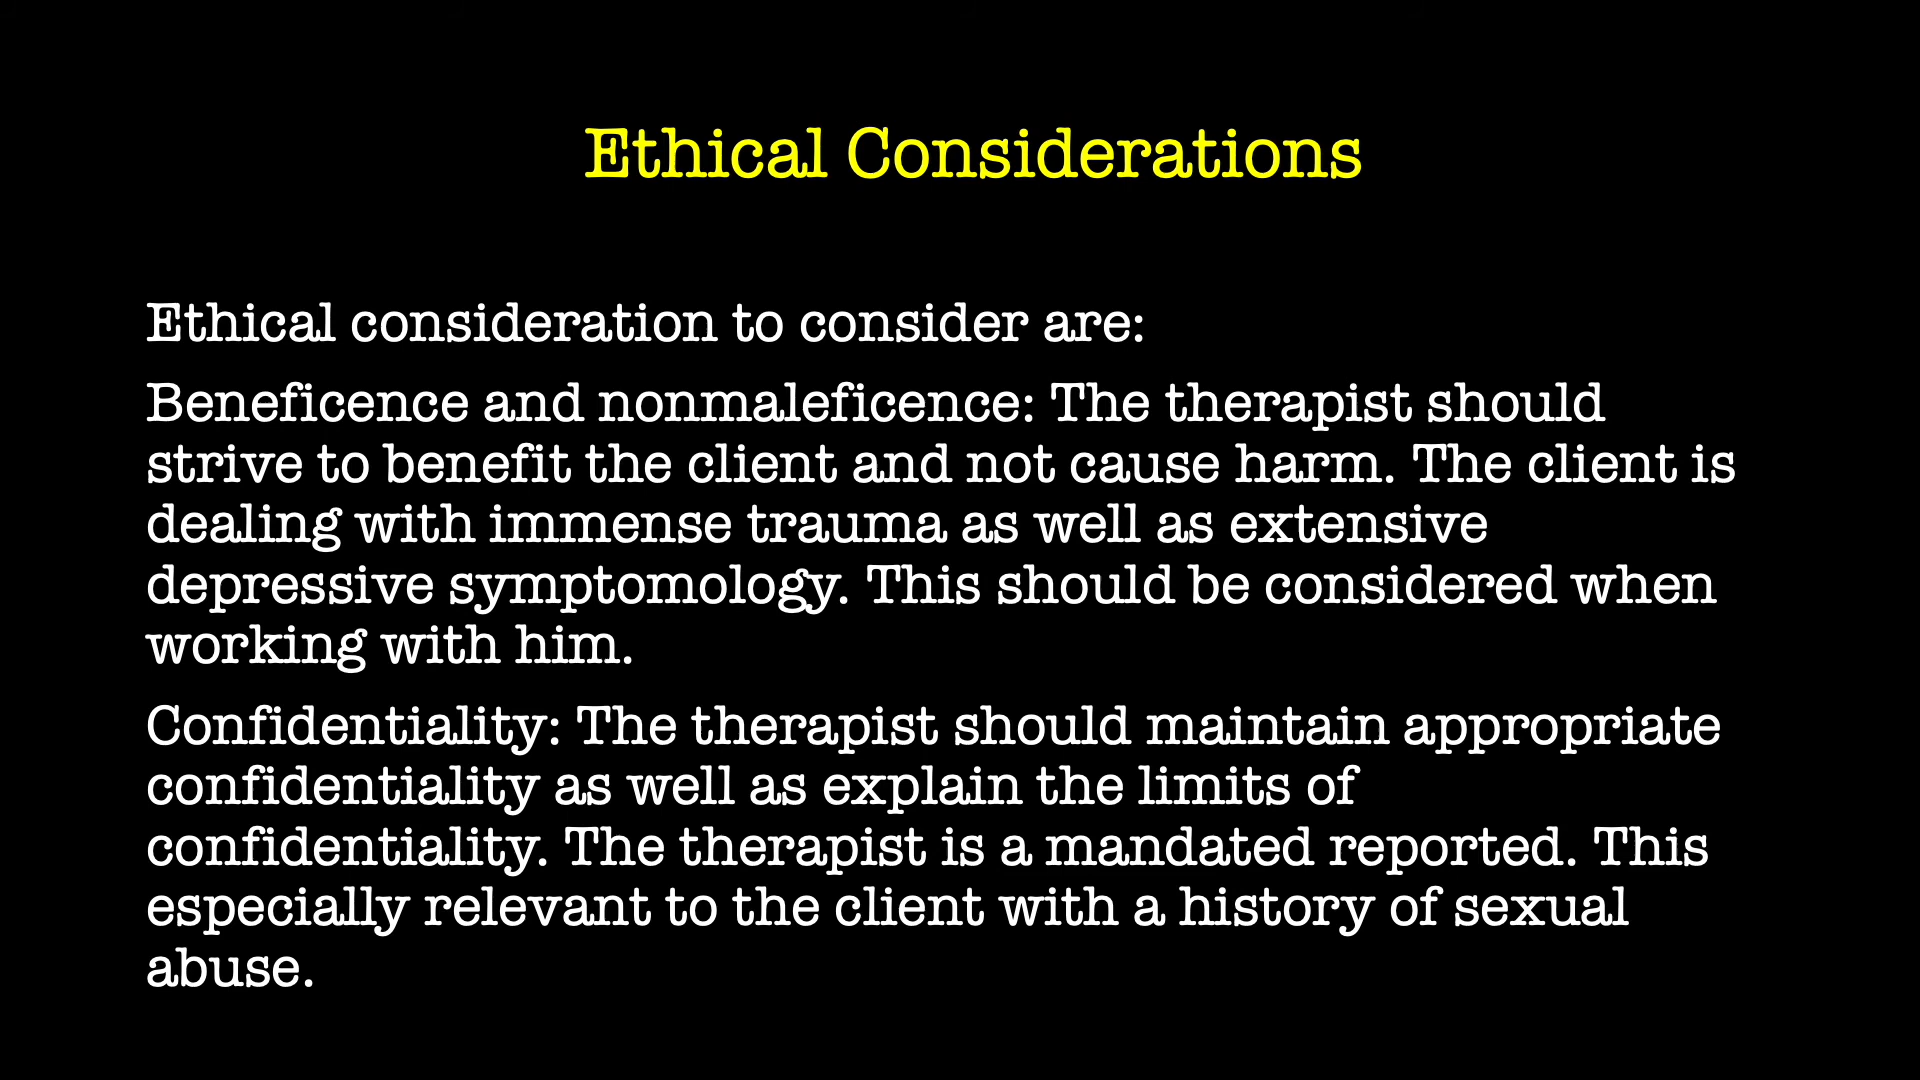 Ethical Considerations
Ethical consideration to consider are:
Beneficence and nonmaleficence: The therapist should
strive to benefit the client and not cause harm. The client is
dealing with immense trauma as well as extensive
depressive symptomology. This should be considered when
working with him.
Confidentiality: The therapist should maintain appropriate
confidentiality as well as explain the limits of
confidentiality. The therapist is a mandated reported. This
especially relevant to the client with a history of sexual
abuse.